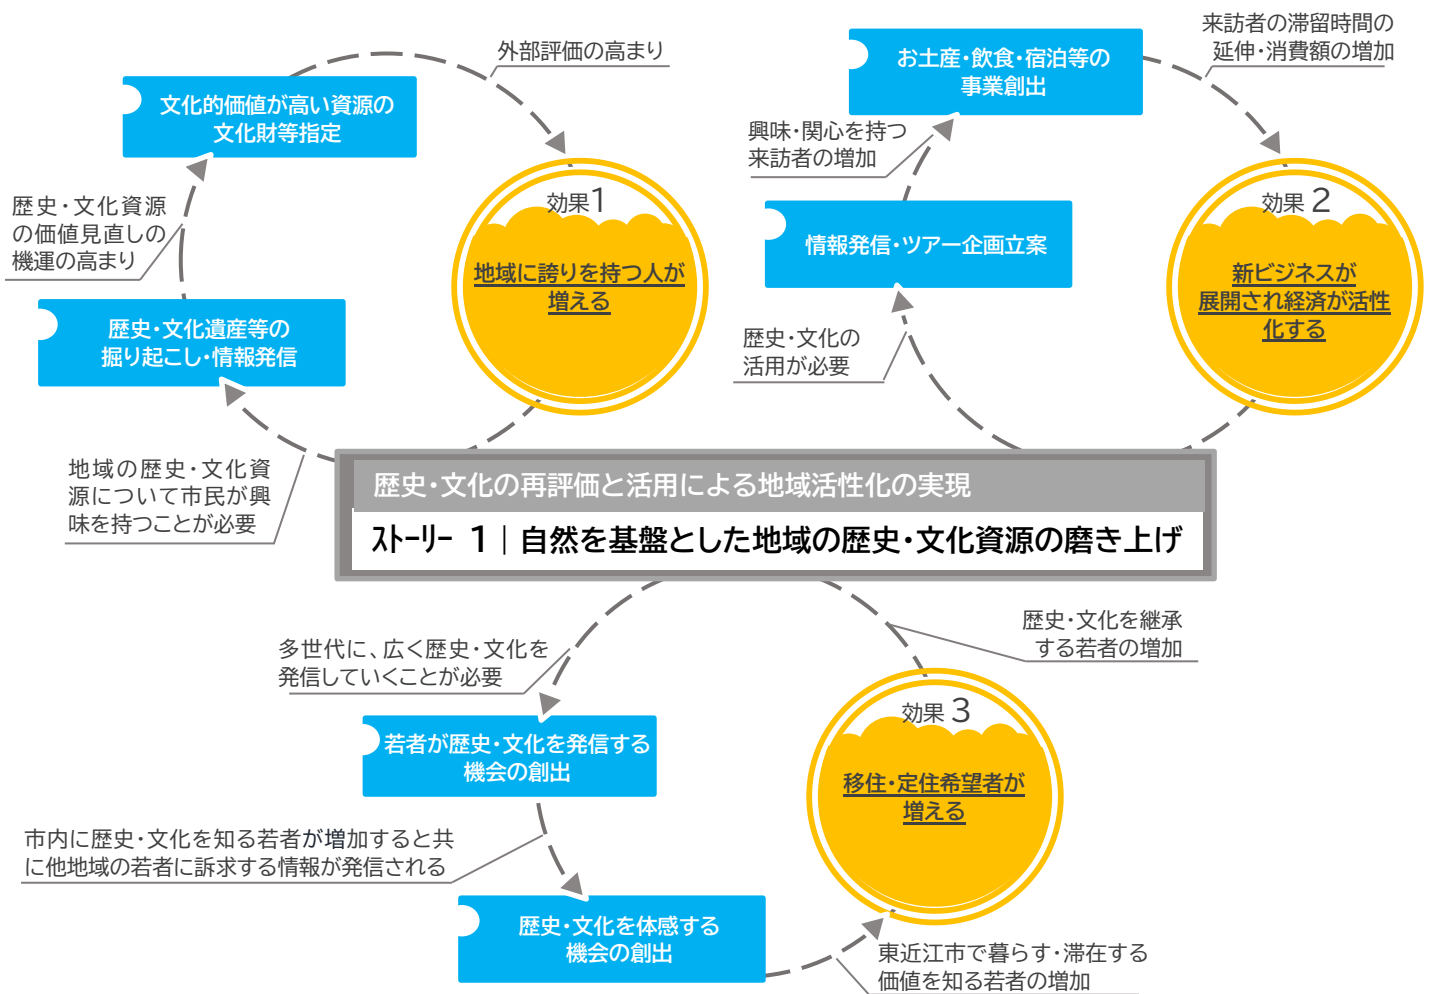 外部評価の高まり
文化的価値が高い資源の
文化財等指定
歴史・文化資源
の価値見直しの
機運の高まり
歴史・文化遺産等の
掘り起こし・情報発信
地域の歴史・文化資
源について市民が興
味を持つことが必要
効果1
地域に誇りを持つ人が
増える
来訪者の滞留時間の
延伸・消費額の増加
お土産・飲食・宿泊等の
事業創出
興味・関心を持つ
来訪者の増加
情報発信・ツアー企画立案
歴史・文化の
活用が必要
効果 2
新ビジネスが
展開され経済が活性
化する
歴史・文化の再評価と活用による地域活性化の実現
ｽﾄｰﾘｰ 1｜自然を基盤とした地域の歴史・文化資源の磨き上げ
多世代に、広く歴史・文化を
発信していくことが必要
若者が歴史・文化を発信する
機会の創出
市内に歴史・文化を知る若者が増加すると共
に他地域の若者に訴求する情報が発信される
歴史・文化を体感する
機会の創出
歴史・文化を継承
する若者の増加
効果 3
移住・定住希望者が
増える
東近江市で暮らす・滞在する
価値を知る若者の増加